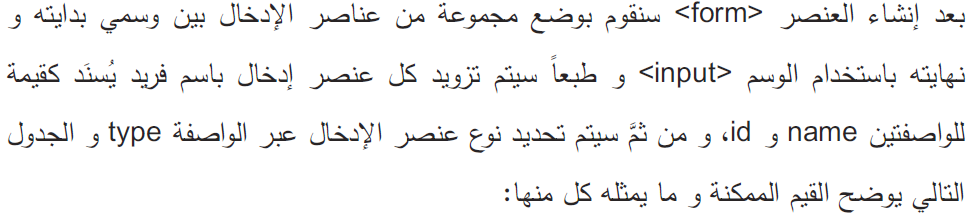 بعد إنشاء العنصر <form> سنقوم بوضع مجموعة من عناصر الإدخال بين وسمي بدايته و
نهايته باستخدام الوسم <input> و طبعاً سيتم تزويد كل عنصر إدخال باسم فريد يُسنَد كقيمة
للواصفتين name و id، و من ثمَّ سيتم تحديد نوع عنصر الإدخال عبر الواصفة type و الجدول
التالي يوضح القيم الممكنة و ما يمثله كل منها: